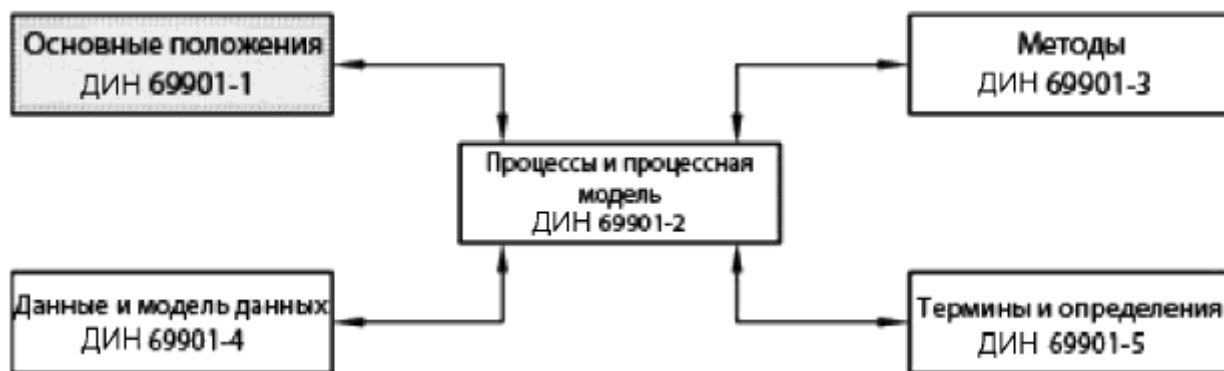 Основные положения
ДИН 69901-1
Методы
ДИН 69901-3
Процессы и процессная
модель
ДИН 69901-2
Данные и модель данных
ДИН 69901-4
Термины и определения
ДИН 69901-5